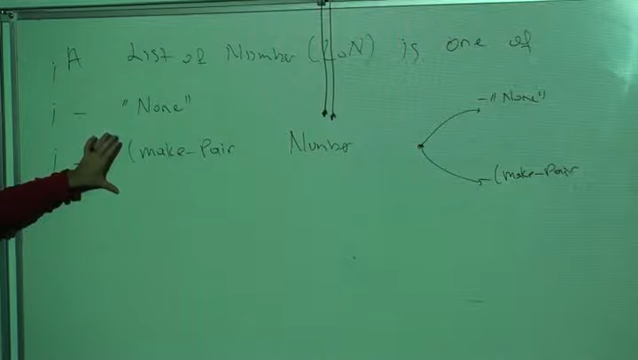 ; A List of Number (LoN) is one of
; - "None"
; (make-Pair Number
- "None"
- (make-Pair